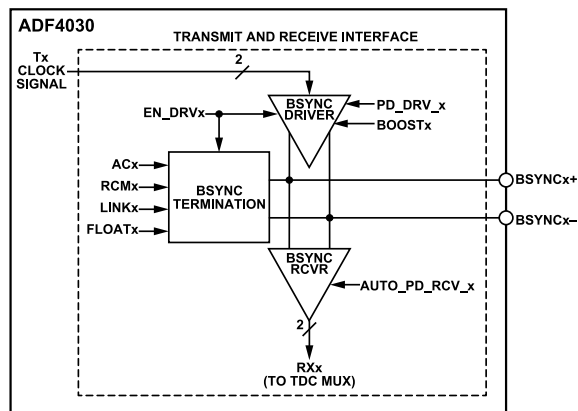 ADF4030
TRANSMIT AND RECEIVE INTERFACE
Tx
CLOCK
SIGNAL
2
BSYNC
DRIVER
PD_DRV_x
BOOSTx
EN_DRVx
ACx
RCMx
LINKx
FLOATx
BSYNC
TERMINATION
BSYNCx+
BSYNCx–
BSYNC
RCVR
AUTO_PD_RCV_x
2
RXx
(TO TDC MUX)